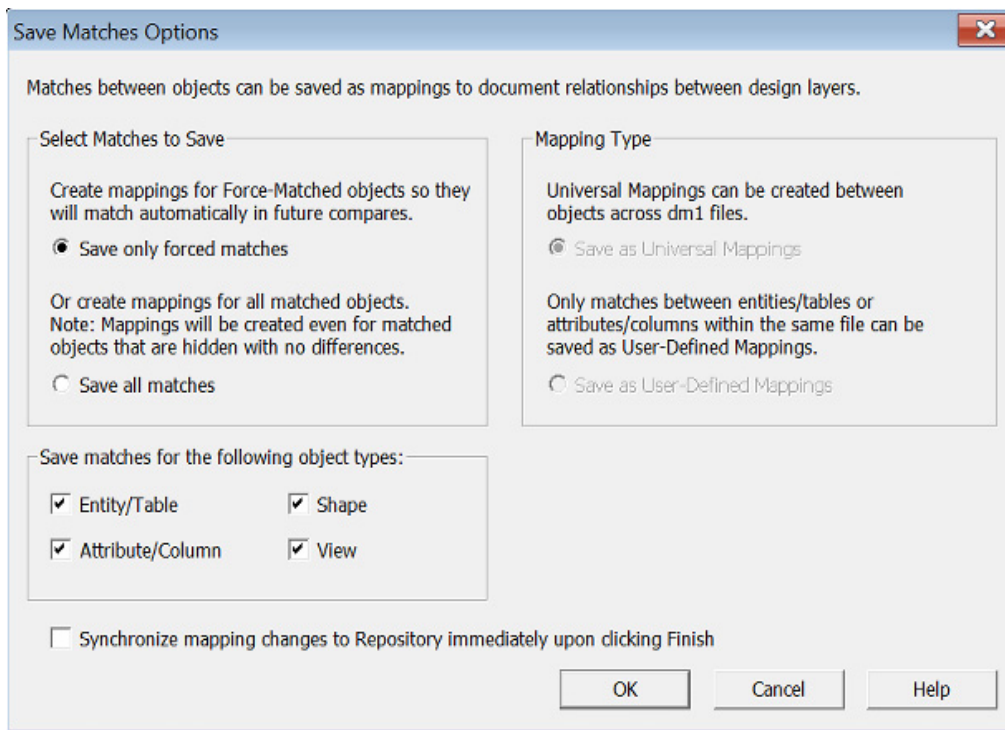 Save Matches Options
Matches between objects can be saved as mappings to document relationships between design layers.
Select Matches to Save
Create mappings for Force-Matched objects so they
will match automatically in future compares.
Save only forced matches
Or create mappings for all matched objects.
Note: Mappings will be created even for matched
objects that are hidden with no differences.
Save all matches
Mapping Type
Universal Mappings can be created between
objects across dm1 files.
Save as Universal Mappings
Only matches between entities/tables or
attributes/columns within the same file can be
saved as User-Defined Mappings.
Save as User-Defined Mappings
Save matches for the following object types:
Entity/Table
Shape
Attribute/Column
View
Synchronize mapping changes to Repository immediately upon clicking Finish
OK
Cancel
Help